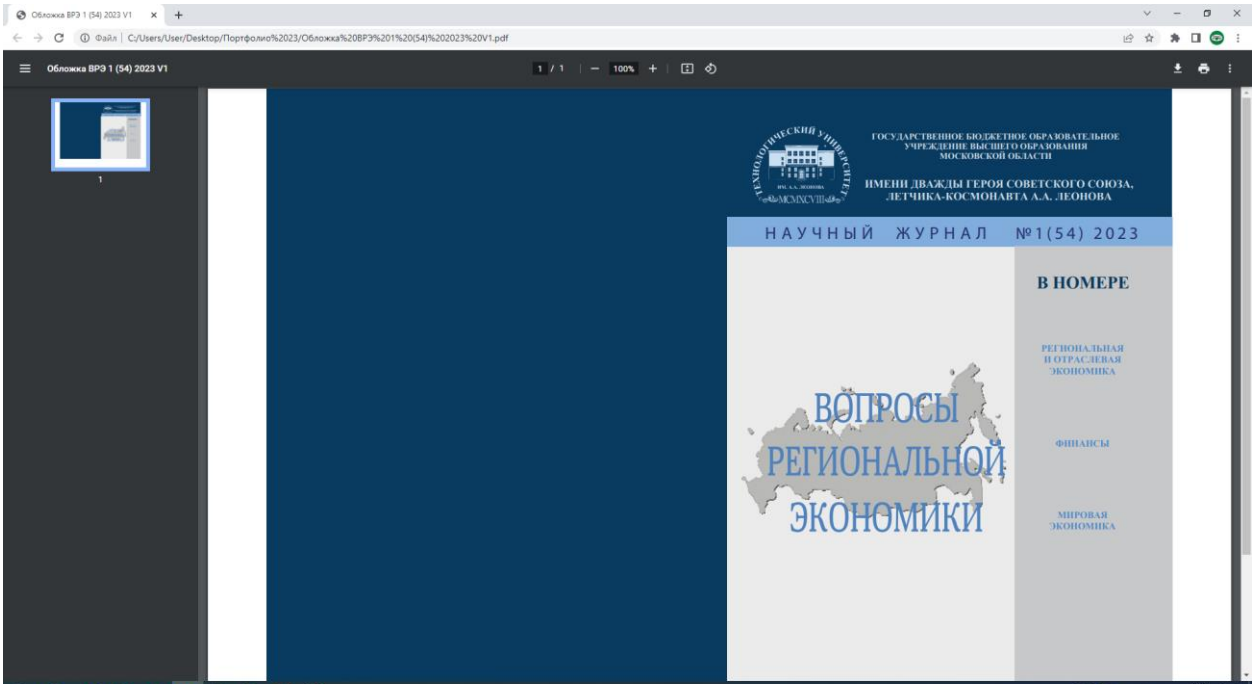 Обложка ВРЭ 1 (54) 2023 V1
Файл C:/Users/User/Desktop/Портфолио%2023/Обложка%20ВРЭ%201%20(54)%202023%20V1.pdf
Обложка ВРЭ 1 (54) 2023 V1
1 / 1
100%
1
ТЕХНОЛОГИЧЕСКИЙ УНИВЕРСИТЕТ
ИМ. А.А. ЛЕОНОВА
MCMXCVIII
ГОСУДАРСТВЕННОЕ БЮДЖЕТНОЕ ОБРАЗОВАТЕЛЬНОЕ
УЧРЕЖДЕНИЕ ВЫСШЕГО ОБРАЗОВАНИЯ
МОСКОВСКОЙ ОБЛАСТИ
ИМЕНИ ДВАЖДЫ ГЕРОЯ СОВЕТСКОГО СОЮЗА,
ЛЕТЧИКА-КОСМОНАВТА А.А. ЛЕОНОВА
НАУЧНЫЙ ЖУРНАЛ №1(54) 2023
В НОМЕРЕ
РЕГИОНАЛЬНАЯ
И ОТРАСЛЕВАЯ
ЭКОНОМИКА
ФИНАНСЫ
МИРОВАЯ
ЭКОНОМИКА
ВОПРОСЫ
РЕГИОНАЛЬНОЙ
ЭКОНОМИКИ